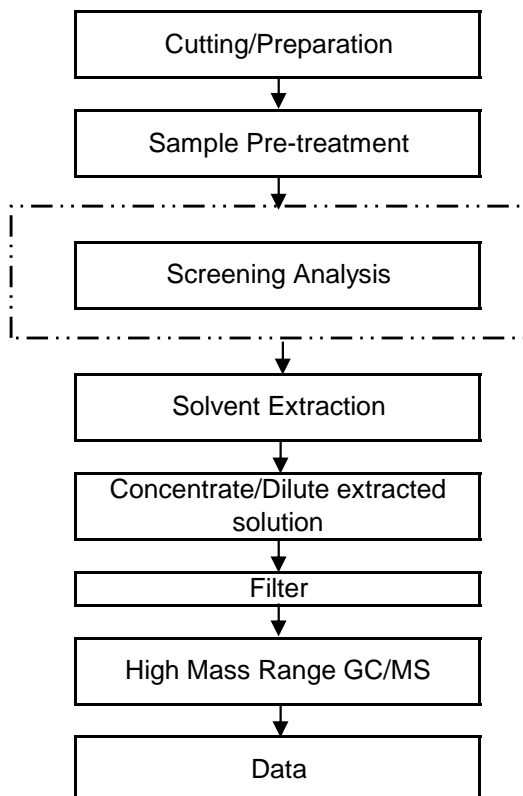 Cutting/Preparation
Sample Pre-treatment
Screening Analysis
Solvent Extraction
Concentrate/Dilute extracted
solution
Filter
High Mass Range GC/MS
Data